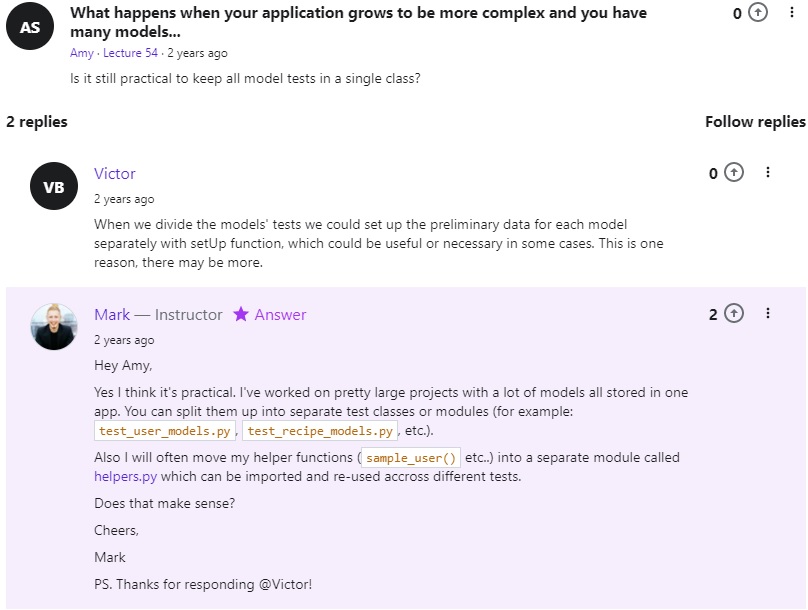 AS
What happens when your application grows to be more complex and you have
many models...
0
Amy · Lecture 54 · 2 years ago
Is it still practical to keep all model tests in a single class?
2 replies
Follow replies
VB
Victor
0
2 years ago
When we divide the models' tests we could set up the preliminary data for each model
separately with setUp function, which could be useful or necessary in some cases. This is one
reason, there may be more.
Mark — Instructor ★ Answer
2
2 years ago
Hey Amy,
Yes I think it's practical. I've worked on pretty large projects with a lot of models all stored in one
app. You can split them up into separate test classes or modules (for example:
test_user_models.py, test_recipe_models.py, etc.).
Also I will often move my helper functions ( sample_user() etc..) into a separate module called
helpers.py which can be imported and re-used accross different tests.
Does that make sense?
Cheers,
Mark
PS. Thanks for responding @Victor!